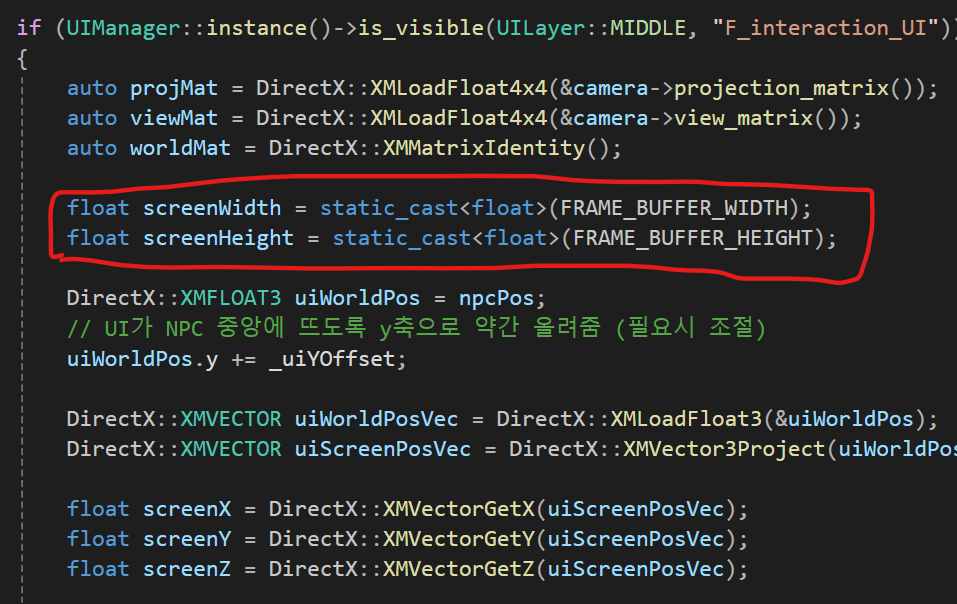 if (UIManager::instance()->is_visible(UILayer::MIDDLE, "F_interaction_UI"))
{
auto projMat = DirectX::XMLoadFloat4x4(&camera->projection_matrix());
auto viewMat = DirectX::XMLoadFloat4x4(&camera->view_matrix());
auto worldMat = DirectX::XMMatrixIdentity();
float screenWidth = static_cast<float>(FRAME_BUFFER_WIDTH);
float screenHeight = static_cast<float>(FRAME_BUFFER_HEIGHT);
DirectX::XMFLOAT3 uiWorldPos = npcPos;
// UI가 NPC 중앙에 뜨도록 y축으로 약간 올려줌 (필요시 조절)
uiWorldPos.y += _uiYOffset;
DirectX::XMVECTOR uiWorldPosVec = DirectX::XMLoadFloat3(&uiWorldPos);
DirectX::XMVECTOR uiScreenPosVec = DirectX::XMVector3Project(uiWorldPos
float screenX = DirectX::XMVectorGetX(uiScreenPosVec);
float screenY = DirectX::XMVectorGetY(uiScreenPosVec);
float screenZ = DirectX::XMVectorGetZ(uiScreenPosVec);